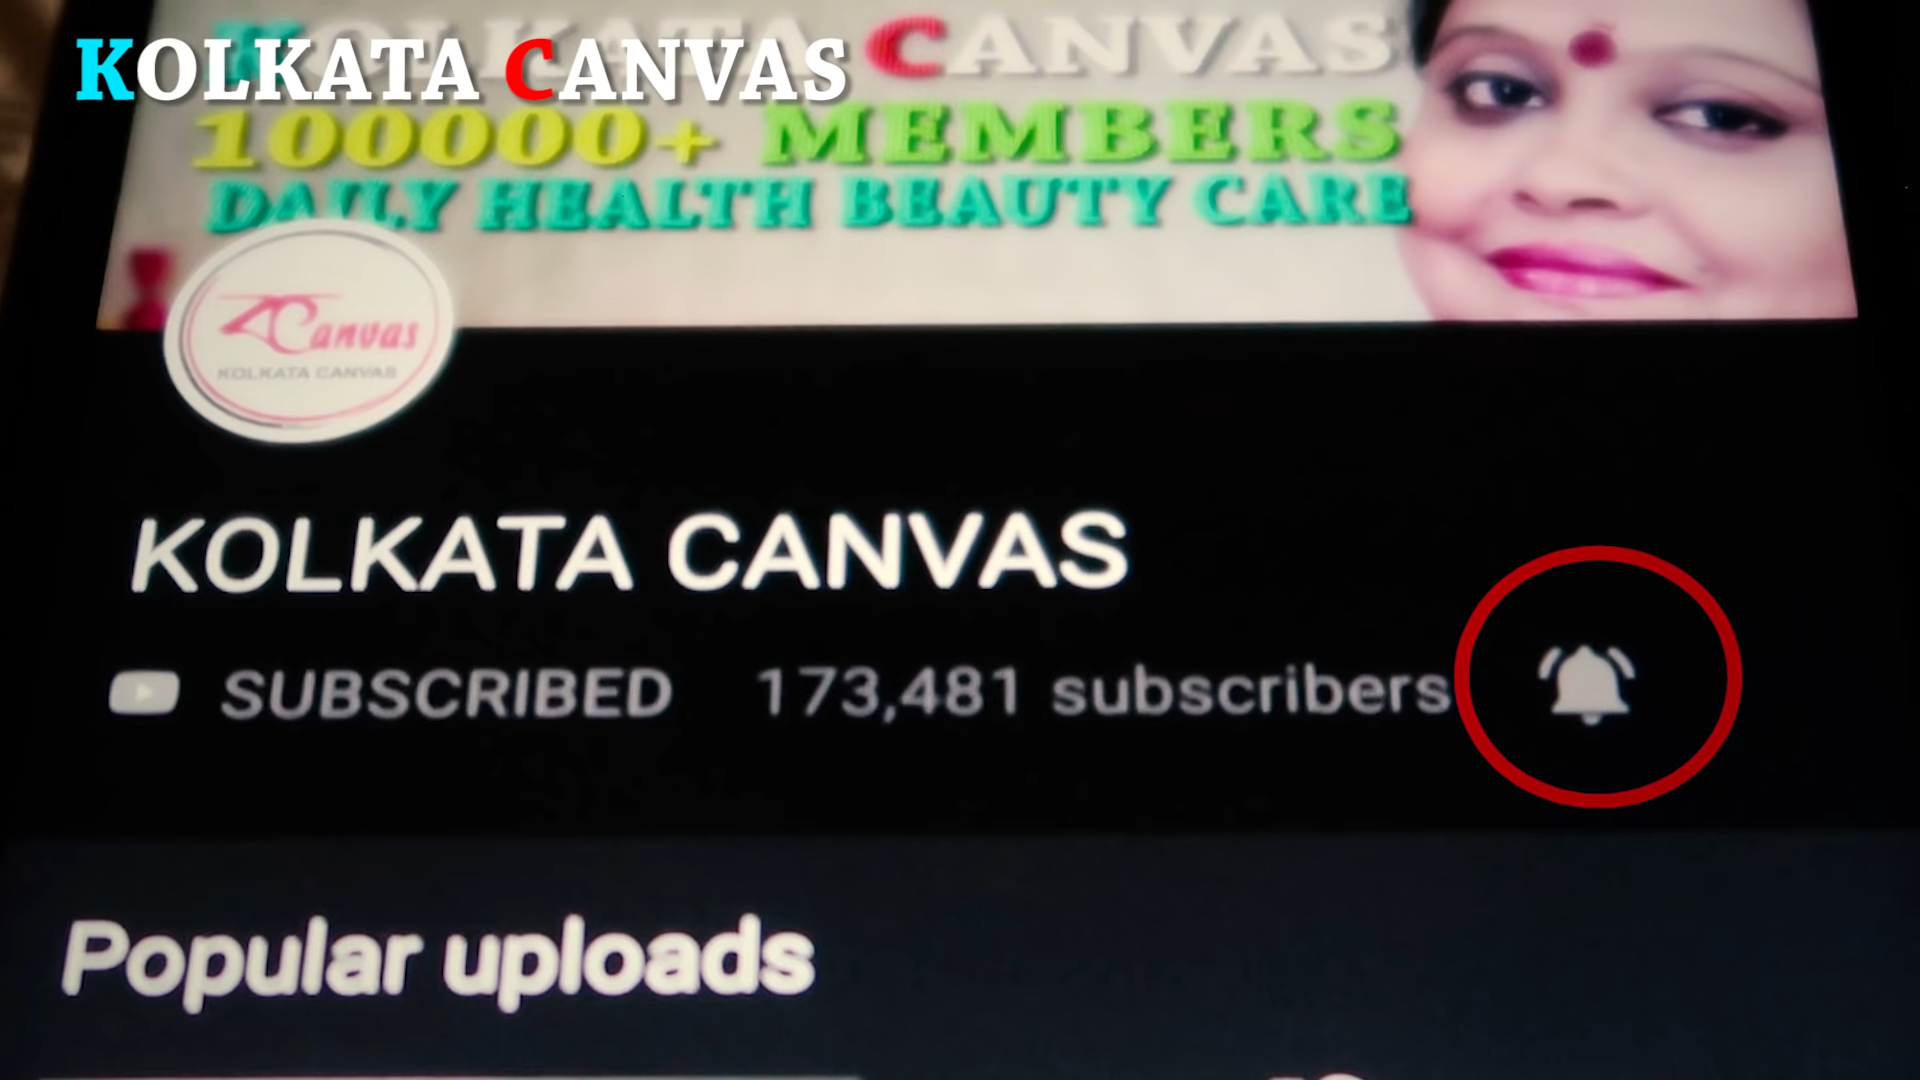 KOLKATA CANVAS
KOLKATA CANVAS
100000+ MEMBERS
DAILY HEALTH BEAUTY CARE
Canvas
KOLKATA CANVAS
KOLKATA CANVAS
SUBSCRIBED 173,481 subscribers
Popular uploads